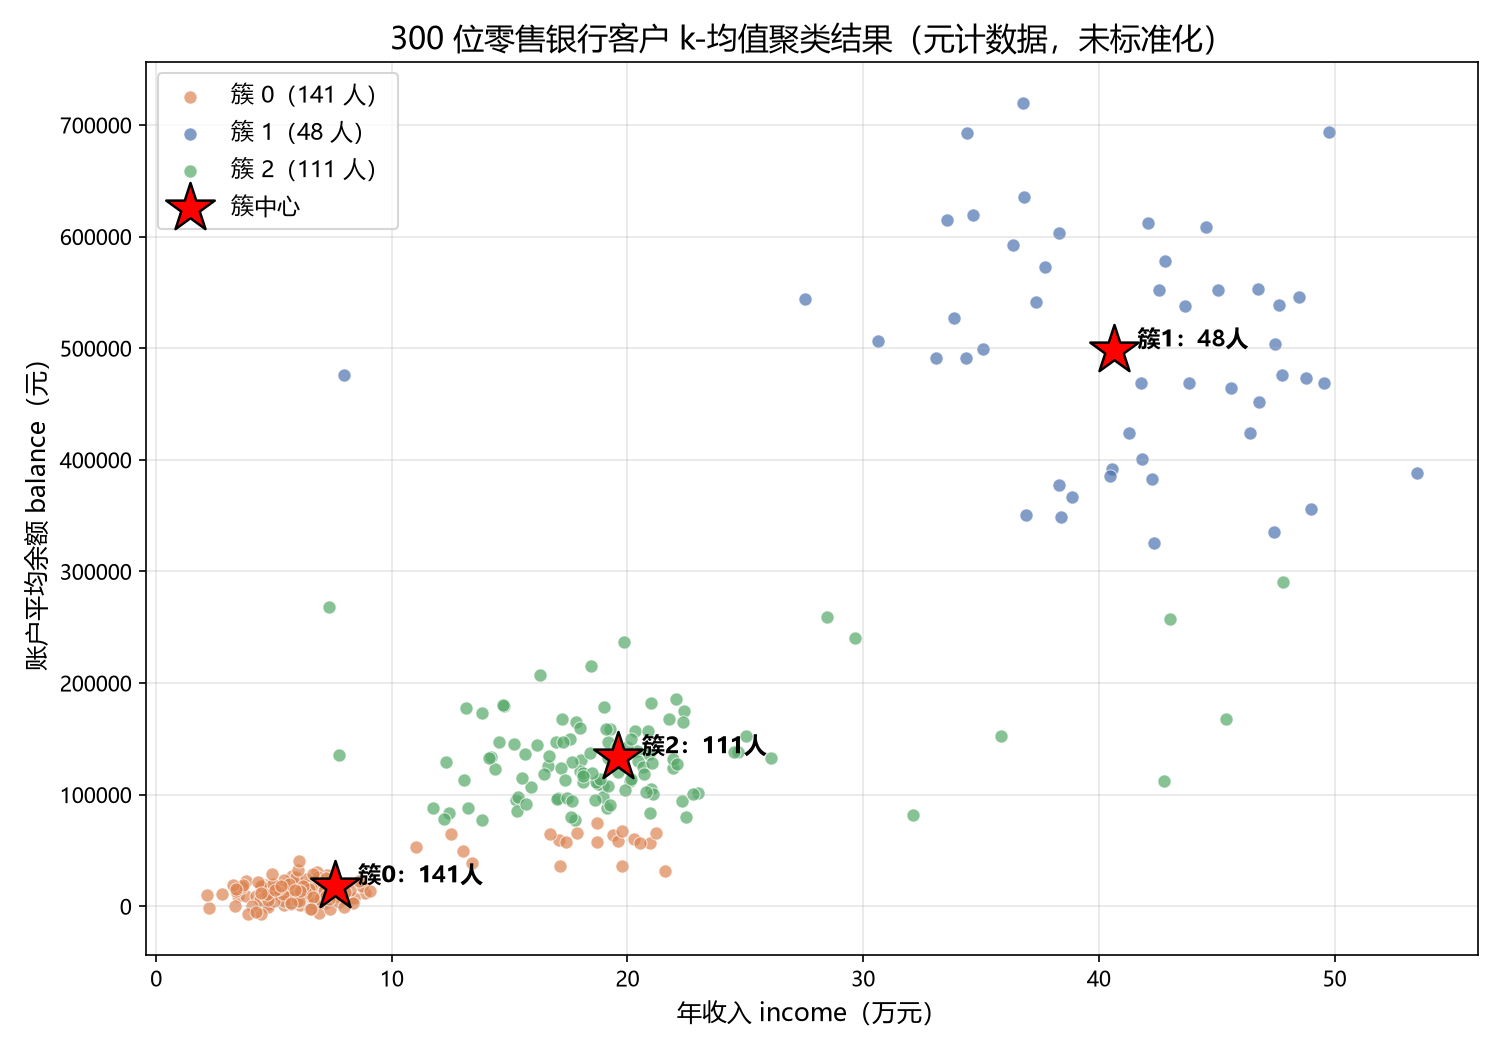 300 位零售银行客户 k-均值聚类结果（元计数据，未标准化）
簇 0（141 人）
簇 1（48 人）
簇 2（111 人）
簇中心
700000
600000
500000
400000
300000
200000
100000
0
账户平均余额 balance（元）
簇1：48人
簇2：111人
簇0：141人
0
10
20
30
40
50
年收入 income（万元）